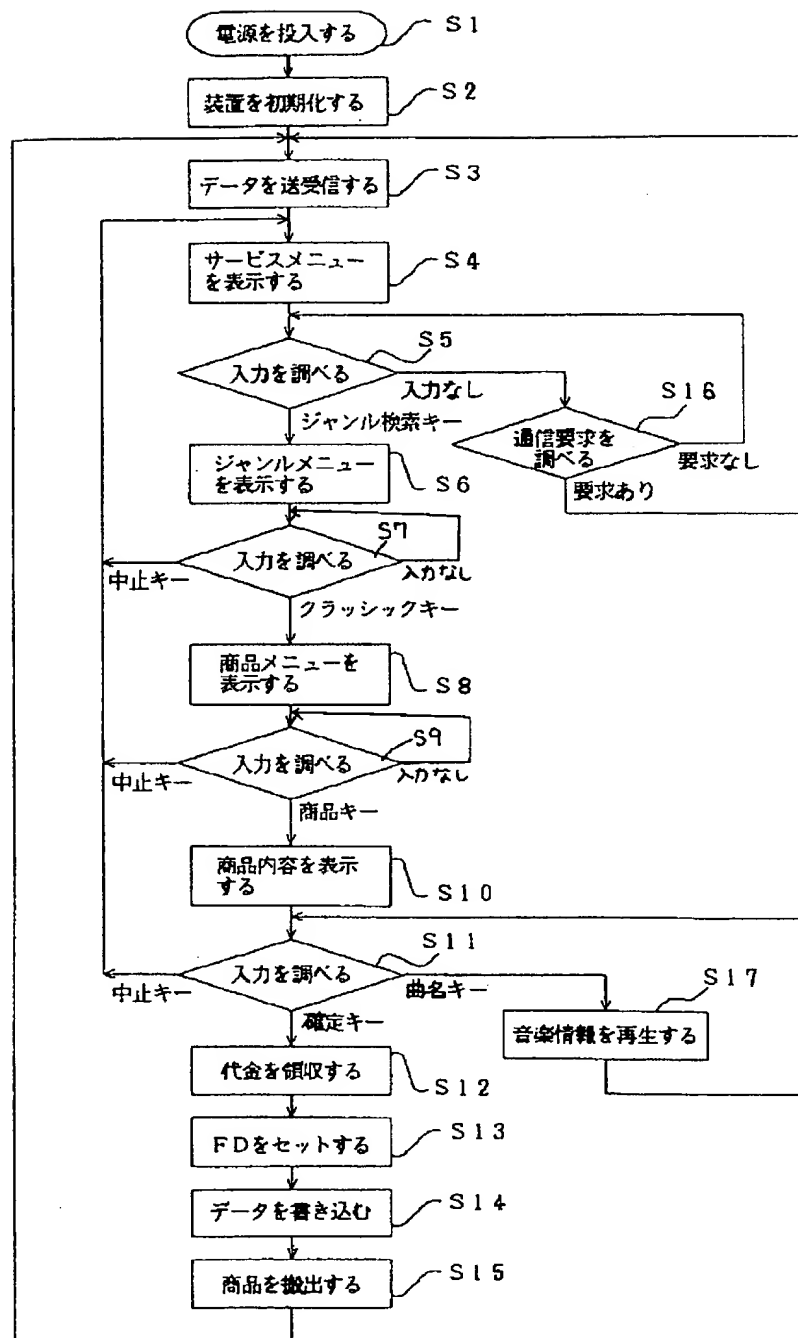 電源を投入する
S1
装置を初期化する
S2
データを送受信する
S3
サービスメニュー
を表示する
S4
入力を調べる
S5
入力なし
ジャンル検索キー
通信要求を
調べる
S16
要求なし
要求あり
ジャンルメニュー
を表示する
S6
入力を調べる
S7
中止キー
入力なし
クラッシックキー
商品メニューを
表示する
S8
入力を調べる
S9
中止キー
入力なし
商品キー
商品内容を表示
する
S10
入力を調べる
S11
中止キー
曲名キー
確定キー
音楽情報を再生する
S17
代金を領収する
S12
FDをセットする
S13
データを書き込む
S14
商品を搬出する
S15